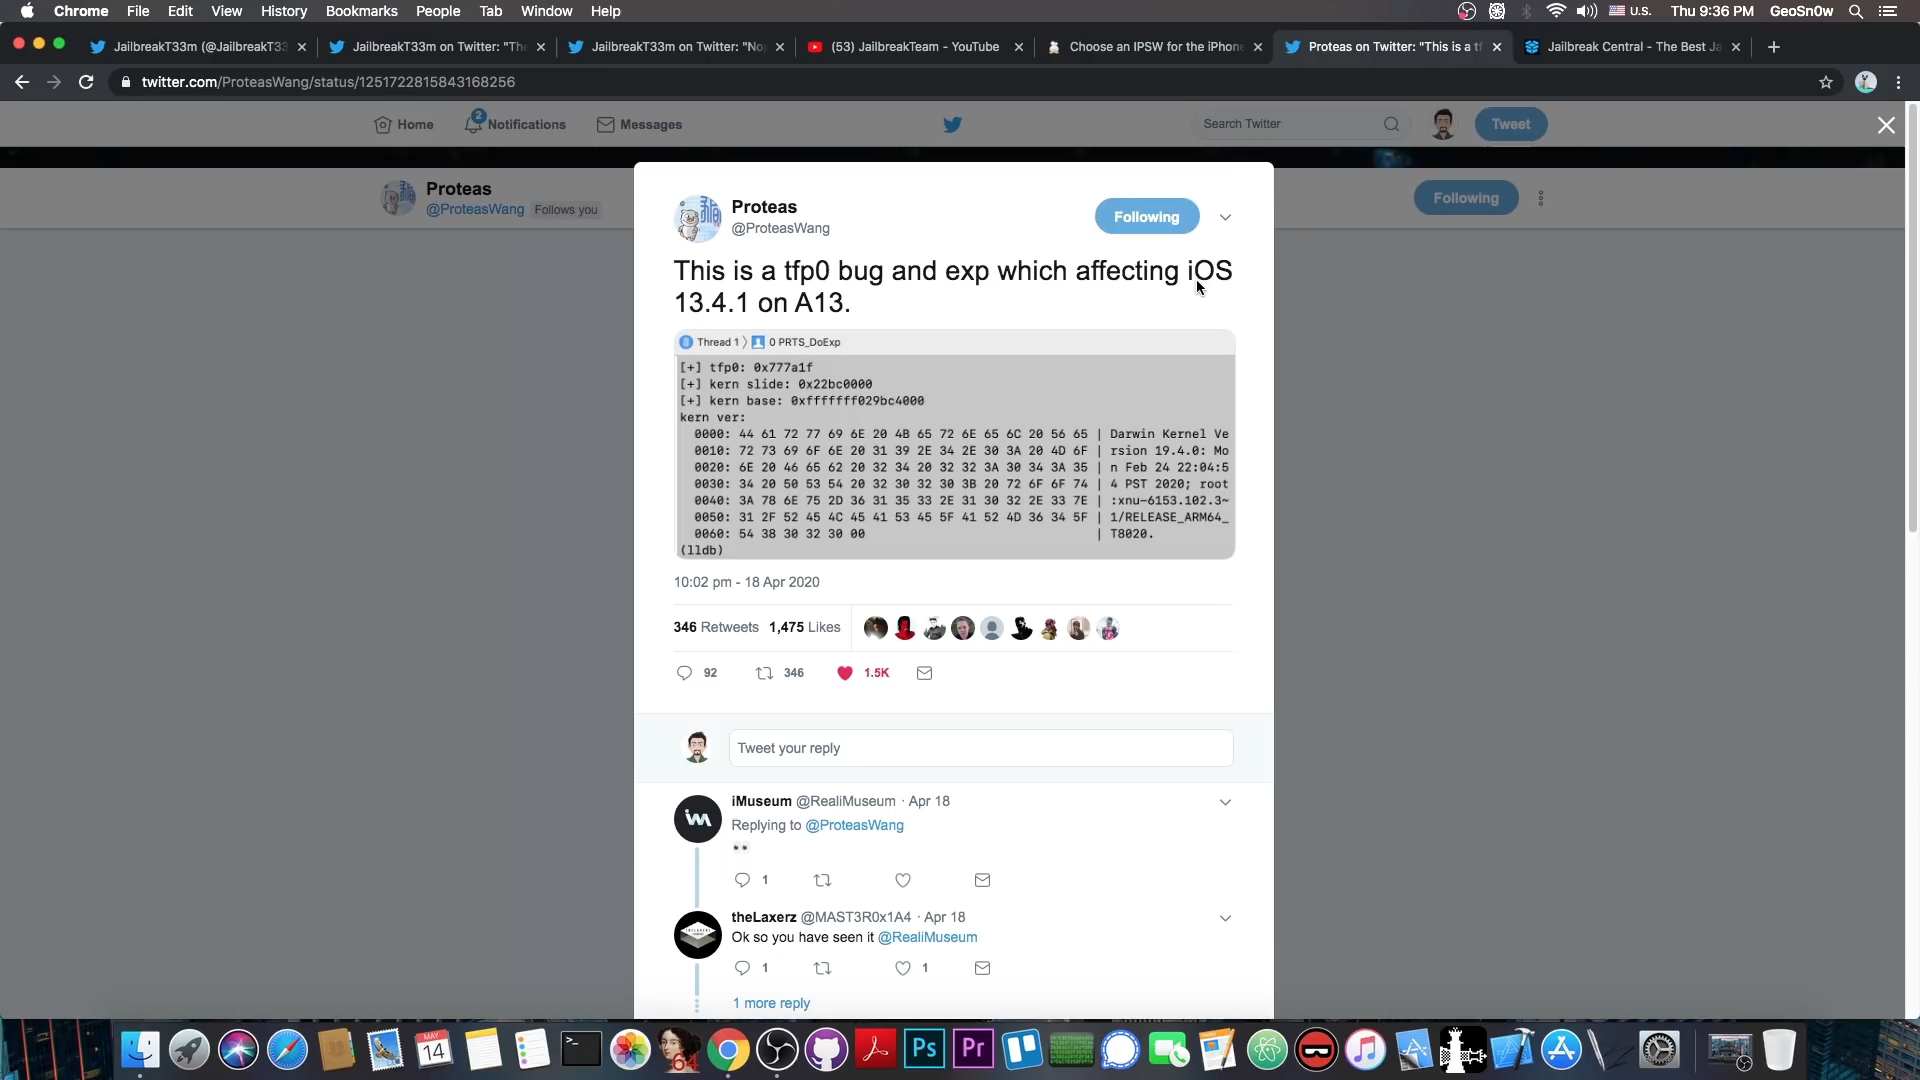 Chrome File Edit View History Bookmarks People Tab Window Help
U.S. Thu 9:36 PM GeoSn0w
JailbreakT33m (@JailbreakT33
JailbreakT33m on Twitter: "The
JailbreakT33m on Twitter: "No
(53) JailbreakTeam - YouTube
Choose an IPSW for the iPhone
Proteas on Twitter: "This is a tf
Jailbreak Central - The Best Ja
twitter.com/ProteasWang/status/1251722815843168256
Home
2
Notifications
Messages
Search Twitter
Tweet
Proteas
@ProteasWang Follows you
Following
Proteas
@ProteasWang
Following
This is a tfp0 bug and exp which affecting iOS
13.4.1 on A13.
Thread 1 〉 0 PRTS_DoExp
[+] tfp0: 0x777a1f
[+] kern slide: 0x22bc0000
[+] kern base: 0xfffffff029bc4000
kern ver:
0000: 44 61 72 77 69 6E 20 4B 65 72 6E 65 6C 20 56 65 | Darwin Kernel Ve
0010: 72 73 69 6F 6E 20 31 39 2E 34 2E 30 3A 20 4D 6F | rsion 19.4.0: Mo
0020: 6E 20 46 65 62 20 32 34 20 32 32 3A 30 34 3A 35 | n Feb 24 22:04:5
0030: 34 20 50 53 54 20 32 30 32 30 3B 20 72 6F 6F 74 | 4 PST 2020; root
0040: 3A 78 6E 75 2D 36 31 35 33 2E 31 30 32 2E 33 7E | :xnu-6153.102.3~
0050: 31 2F 52 45 4C 45 41 53 45 5F 41 52 4D 36 34 5F | 1/RELEASE_ARM64_
0060: 54 38 30 32 30 00 | T8020.
(lldb)
10:02 pm - 18 Apr 2020
346 Retweets 1,475 Likes
92 346 1.5K
Tweet your reply
iMuseum @RealiMuseum · Apr 18
Replying to @ProteasWang
1
theLaxerz @MAST3R0x1A4 · Apr 18
Ok so you have seen it @RealiMuseum
1 1
1 more reply
MAY
14
64
Ps
Pr